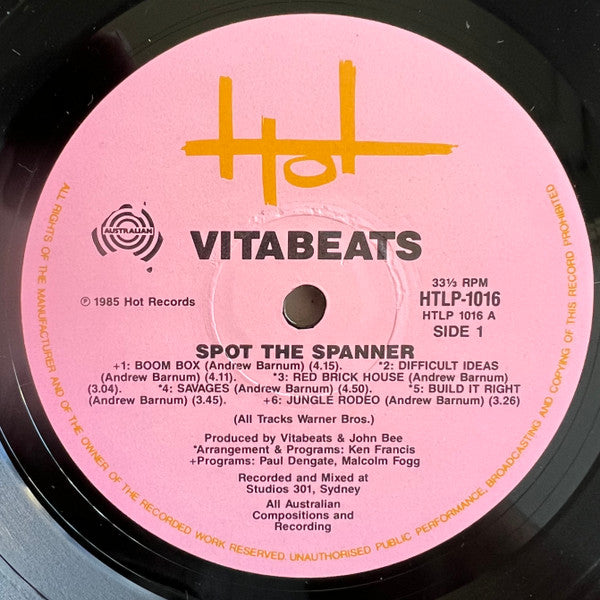 Hot
AUSTRALIAN
VITABEATS
℗ 1985 Hot Records
33⅓ RPM
HTLP-1016
HTLP 1016 A
SIDE 1
SPOT THE SPANNER
+1: BOOM BOX (Andrew Barnum) (4.15). *2: DIFFICULT IDEAS
(Andrew Barnum) (4.11). *3: RED BRICK HOUSE (Andrew Barnum)
(3.04). *4: SAVAGES (Andrew Barnum) (4.50). *5: BUILD IT RIGHT
(Andrew Barnum) (3.45). +6: JUNGLE RODEO (Andrew Barnum) (3.26)
(All Tracks Warner Bros.)
Produced by Vitabeats & John Bee
*Arrangement & Programs: Ken Francis
+Programs: Paul Dengate, Malcolm Fogg
Recorded and Mixed at
Studios 301, Sydney
All Australian
Compositions and
Recording
ALL RIGHTS OF THE MANUFACTURER AND OF THE OWNER OF THE RECORDED WORK RESERVED. UNAUTHORISED PUBLIC PERFORMANCE, BROADCASTING AND COPYING OF THIS RECORD PROHIBITED